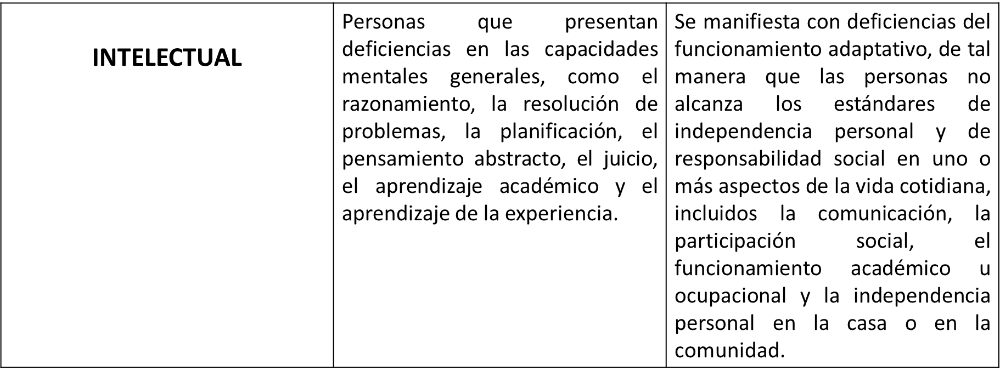 INTELECTUAL
Personas que presentan
deficiencias en las capacidades
mentales generales, como el
razonamiento, la resolución de
problemas, la planificación, el
pensamiento abstracto, el juicio,
el aprendizaje académico y el
aprendizaje de la experiencia.
Se manifiesta con deficiencias del
funcionamiento adaptativo, de tal
manera que las personas no
alcanza los estándares de
independencia personal y de
responsabilidad social en uno o
más aspectos de la vida cotidiana,
incluidos la comunicación, la
participación social, el
funcionamiento académico u
ocupacional y la independencia
personal en la casa o en la
comunidad.